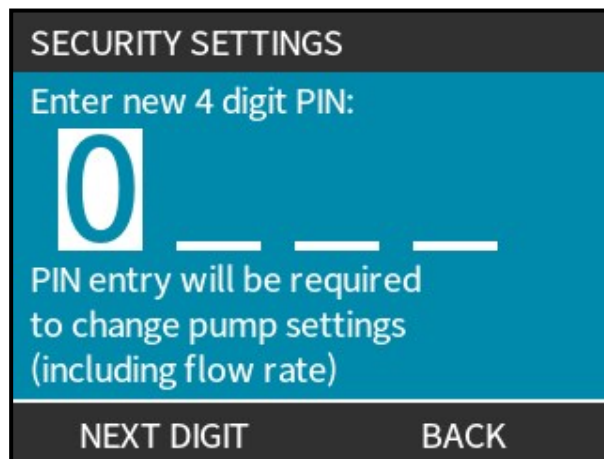 SECURITY SETTINGS
Enter new 4 digit PIN:
0 _ _ _
PIN entry will be required
to change pump settings
(including flow rate)
NEXT DIGIT BACK